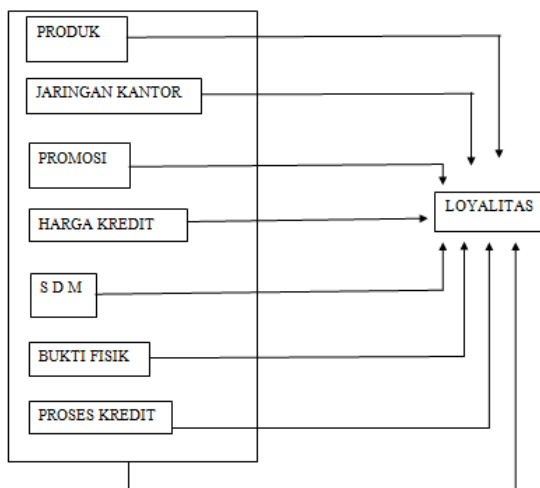 PRODUK
JARINGAN KANTOR
PROMOSI
LOYALITAS
HARGA KREDIT
S D M
BUKTI FISIK
PROSES KREDIT